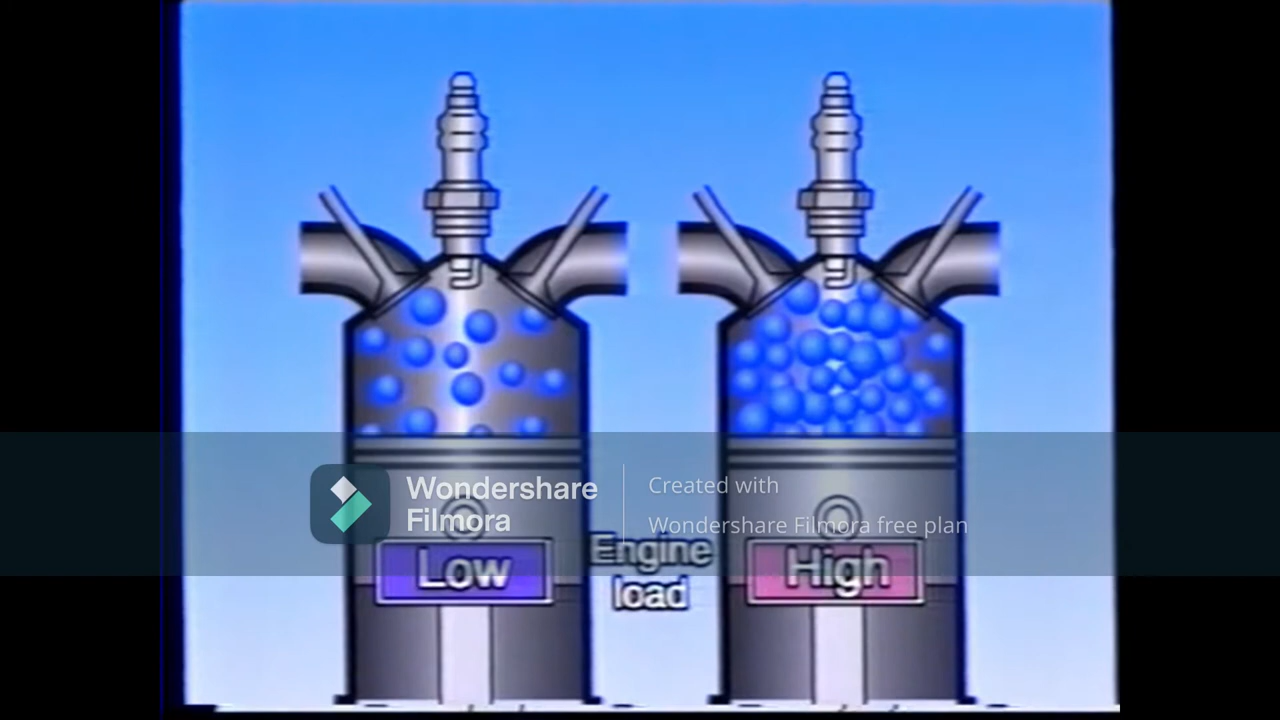 Wondershare
Filmora
Created with
Wondershare Filmora free plan
Low
Engine
load
High